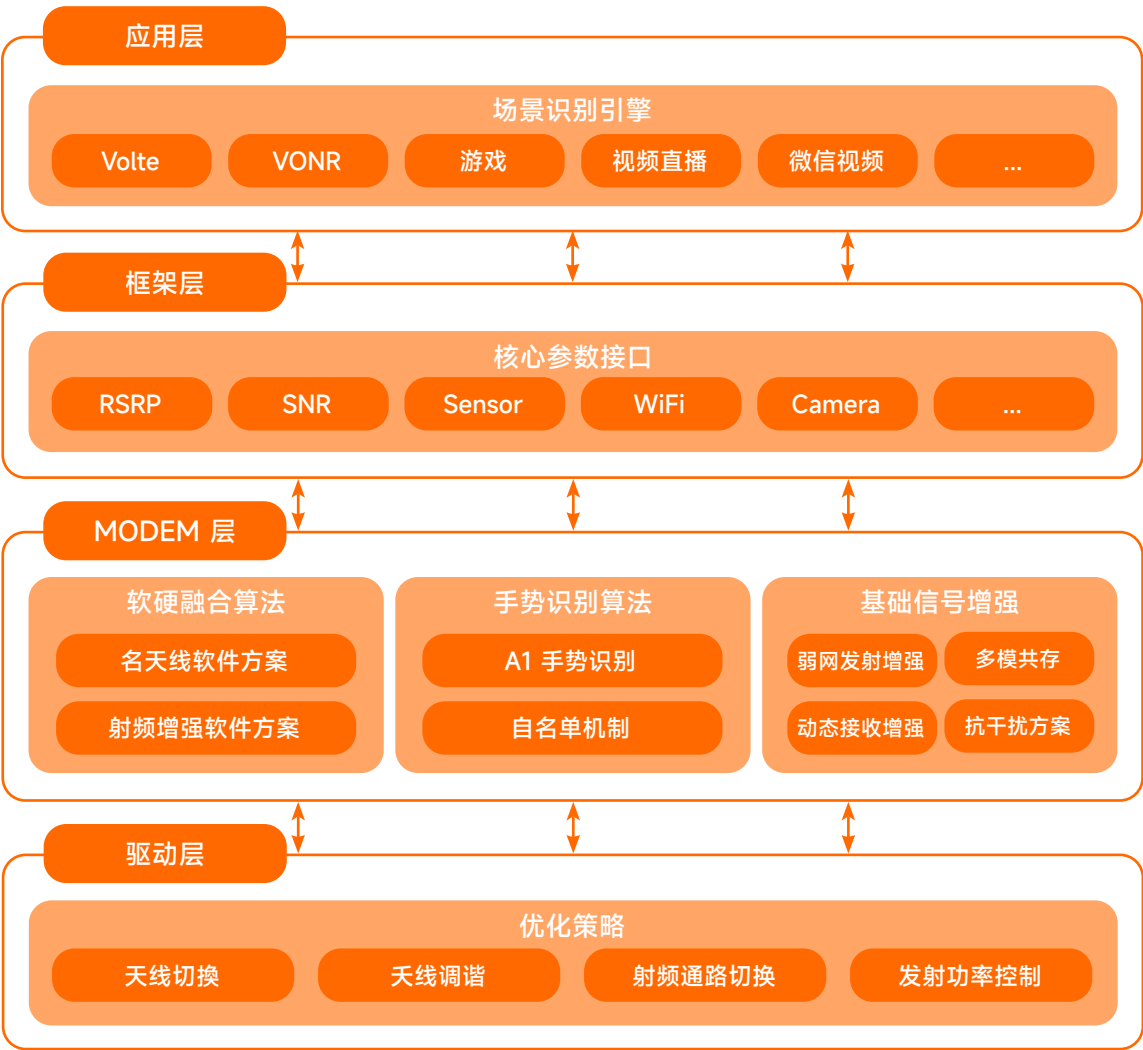 应用层
场景识别引擎
Volte VONR 游戏 视频直播 微信视频 ...
框架层
核心参数接口
RSRP SNR Sensor WiFi Camera ...
MODEM 层
软硬融合算法 手势识别算法 基础信号增强
名天线软件方案 A1 手势识别 弱网发射增强 多模共存
射频增强软件方案 自名单机制 动态接收增强 抗干扰方案
驱动层
优化策略
天线切换 夭线调谐 射频通路切换 发射功率控制